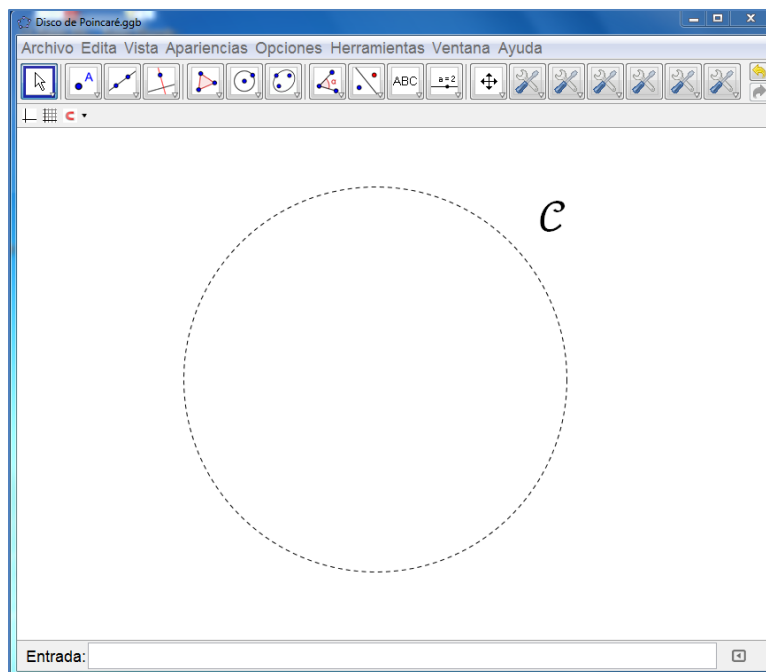 Disco de Poincaré.ggb
Archivo Edita Vista Apariencias Opciones Herramientas Ventana Ayuda
A α ABC a=2
𝒞
Entrada: